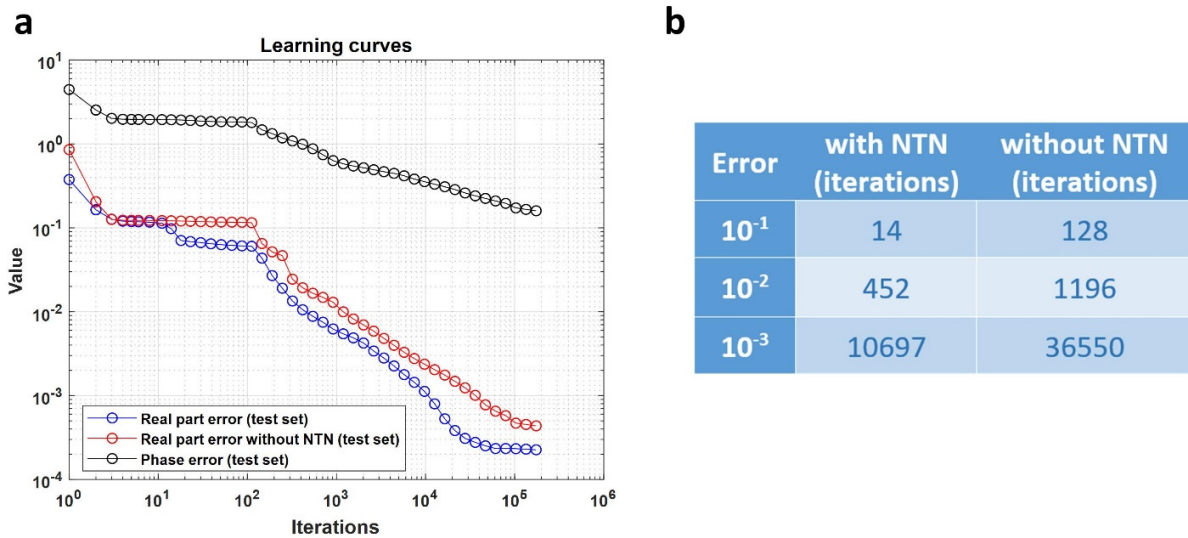 a
Learning curves
Value
10^1
10^0
10^-1
10^-2
10^-3
10^-4
Real part error (test set)
Real part error without NTN (test set)
Phase error (test set)
10^0 10^1 10^2 10^3 10^4 10^5 10^6
Iterations
b
Error with NTN (iterations) without NTN (iterations)
10^-1 14 128
10^-2 452 1196
10^-3 10697 36550